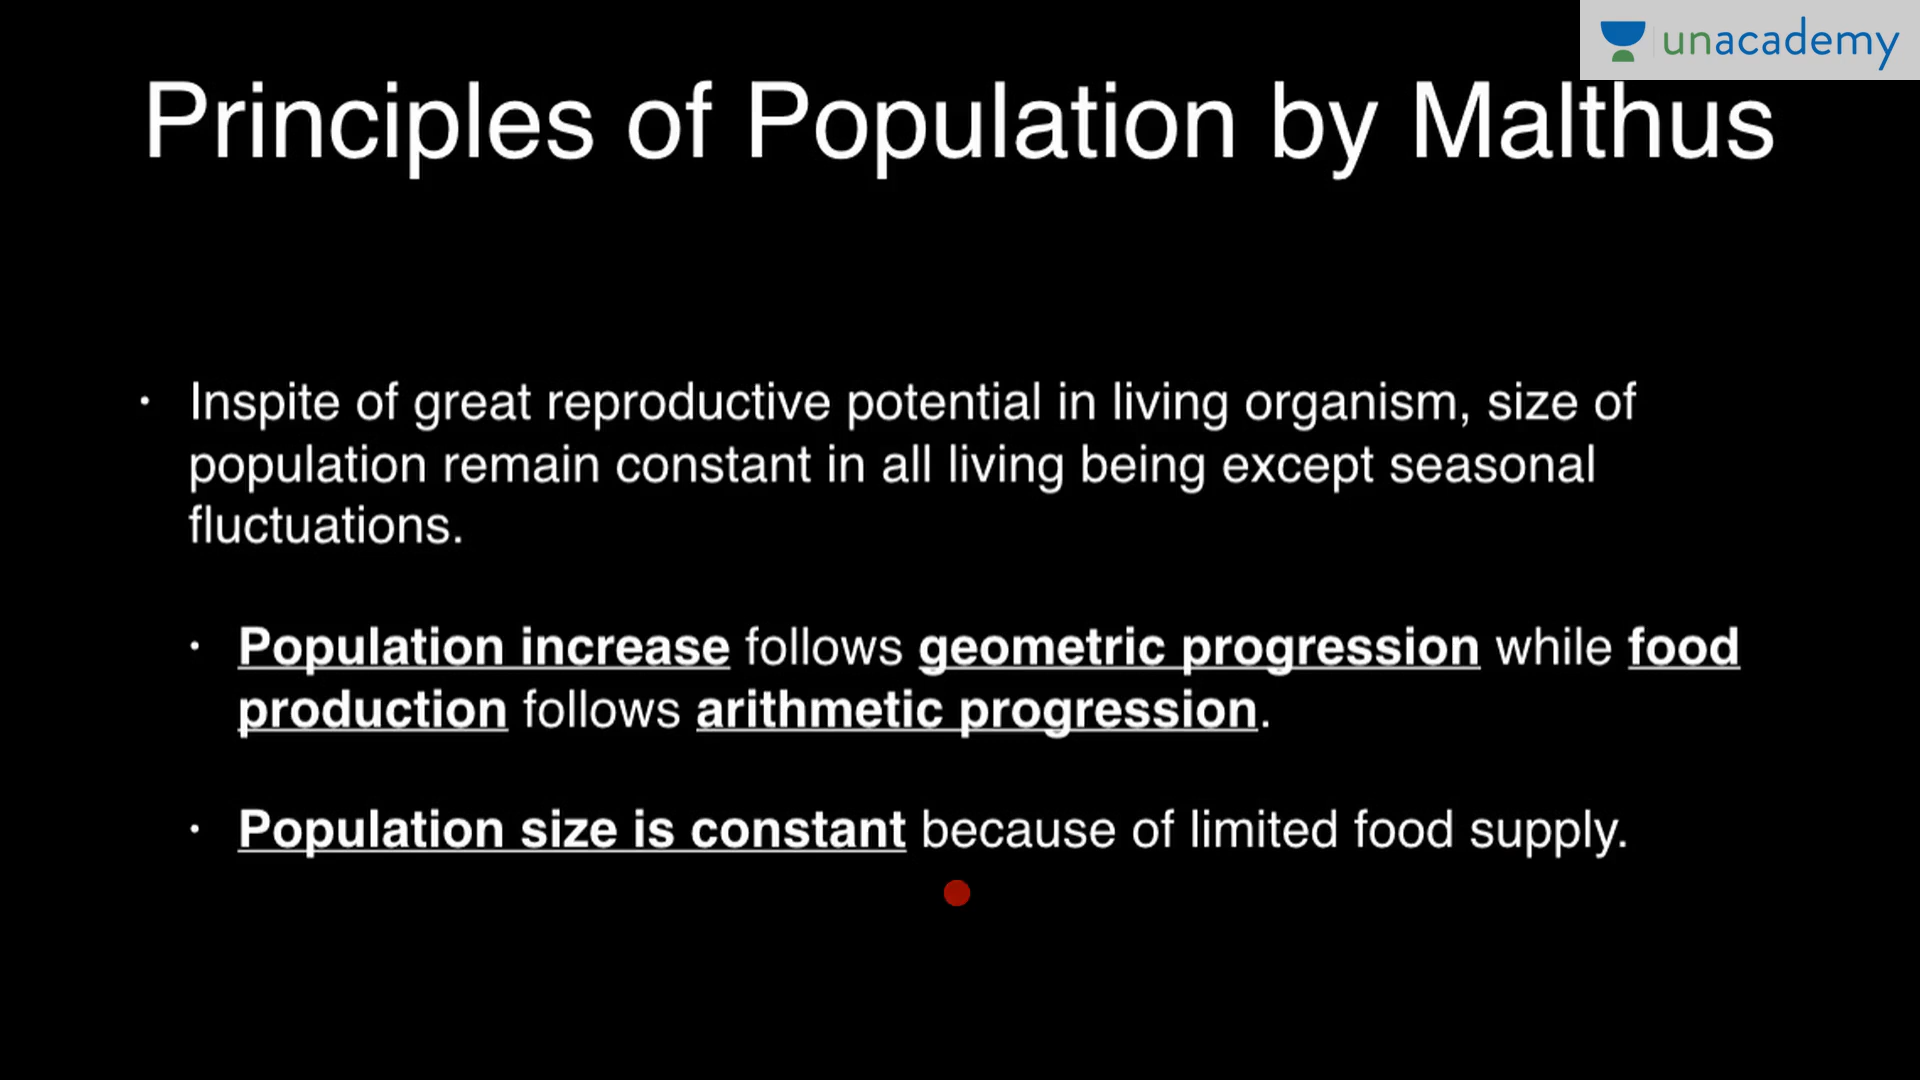 unacademy
Principles of Population by Malthus
• Inspite of great reproductive potential in living organism, size of
population remain constant in all living being except seasonal
fluctuations.
• Population increase follows geometric progression while food
production follows arithmetic progression.
• Population size is constant because of limited food supply.